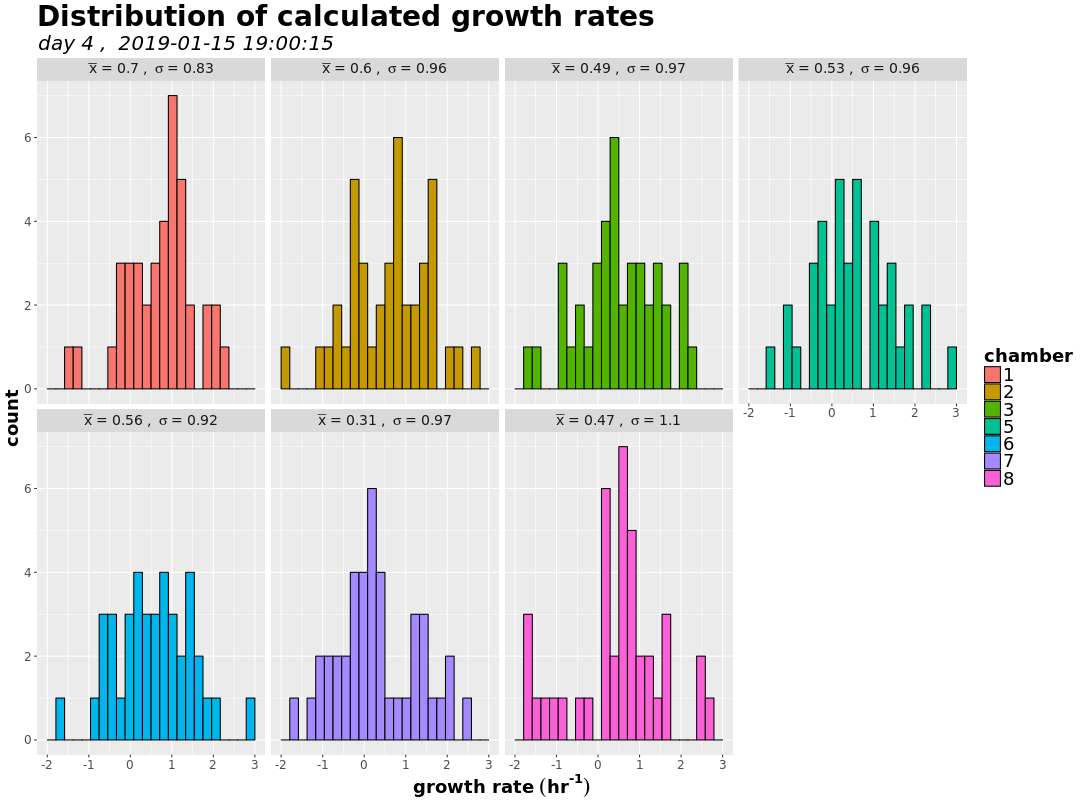 Distribution of calculated growth rates
day 4 ,  2019-01-15 19:00:15
x̅ = 0.7 ,  σ = 0.83
x̅ = 0.6 ,  σ = 0.96
x̅ = 0.49 ,  σ = 0.97
x̅ = 0.53 ,  σ = 0.96
6
4
2
0
-2 -1 0 1 2 3
count
x̅ = 0.56 ,  σ = 0.92
x̅ = 0.31 ,  σ = 0.97
x̅ = 0.47 ,  σ = 1.1
6
4
2
0
-2 -1 0 1 2 3
-2 -1 0 1 2 3
-2 -1 0 1 2 3
growth rate (hr⁻¹)
chamber
1
2
3
5
6
7
8